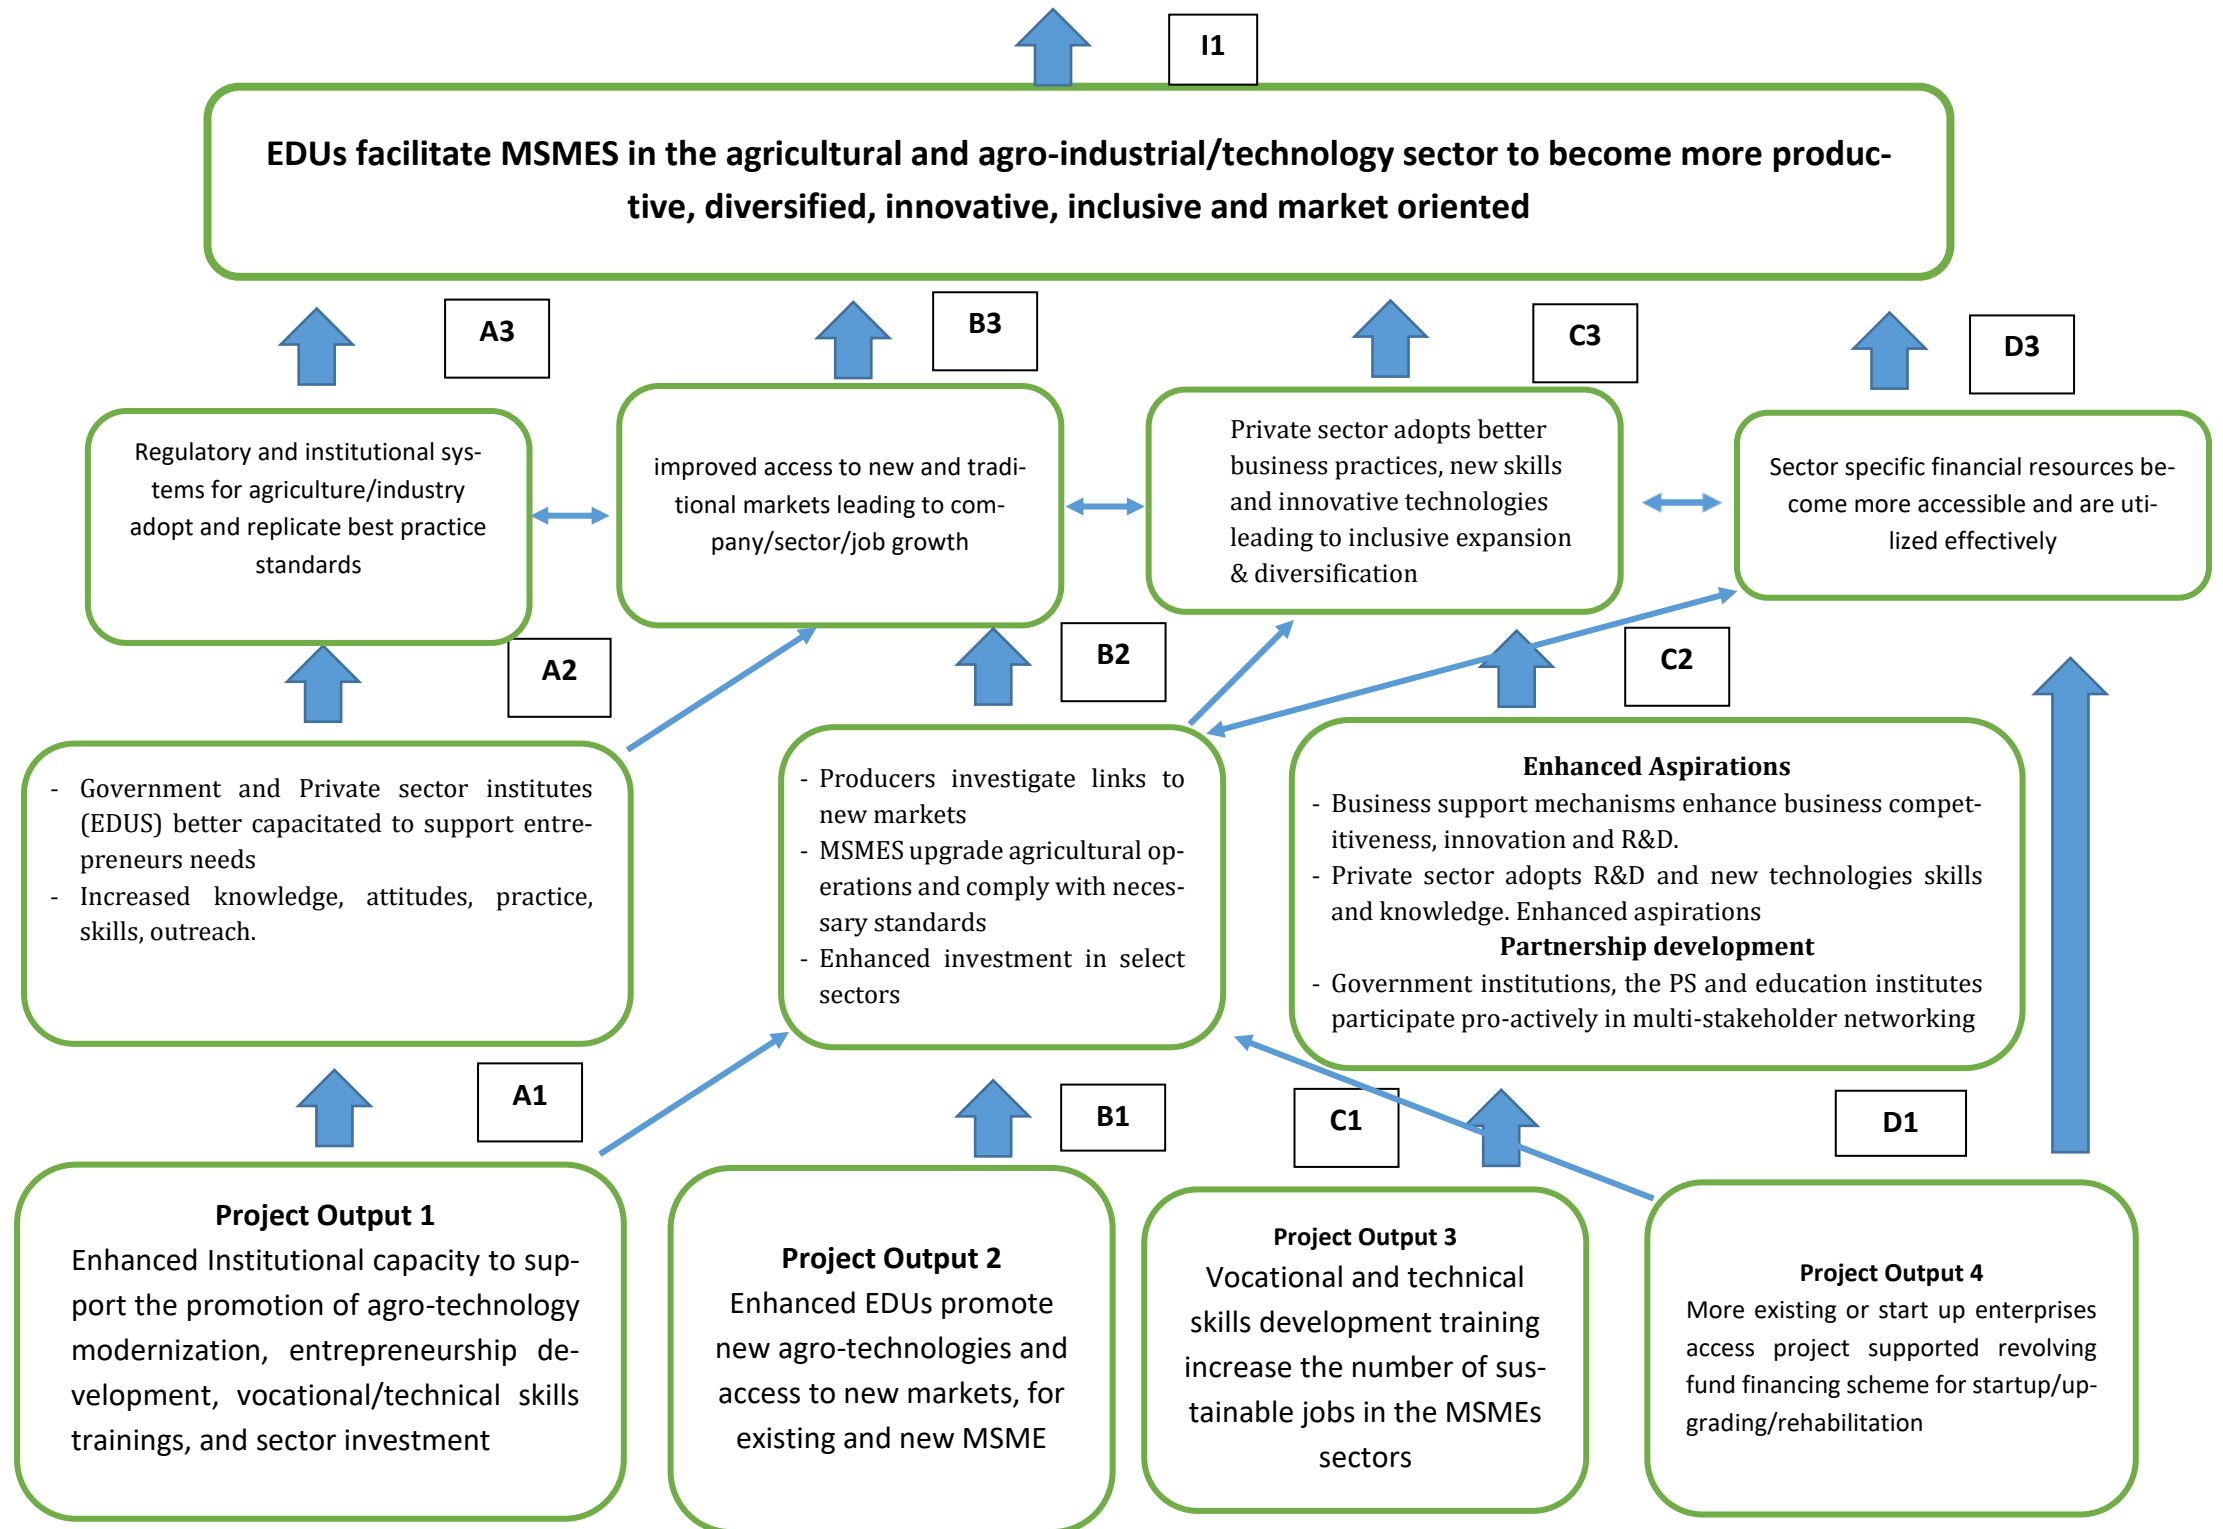 I1
EDUs facilitate MSMES in the agricultural and agro-industrial/technology sector to become more produc-
tive, diversified, innovative, inclusive and market oriented
A3
B3
C3
D3
Regulatory and institutional sys-
tems for agriculture/industry
adopt and replicate best practice
standards
improved access to new and tradi-
tional markets leading to com-
pany/sector/job growth
Private sector adopts better
business practices, new skills
and innovative technologies
leading to inclusive expansion
& diversification
Sector specific financial resources be-
come more accessible and are uti-
lized effectively
A2
B2
C2
- Government and Private sector institutes
(EDUS) better capacitated to support entre-
preneurs needs
- Increased knowledge, attitudes, practice,
skills, outreach.
- Producers investigate links to
new markets
- MSMES upgrade agricultural op-
erations and comply with neces-
sary standards
- Enhanced investment in select
sectors
Enhanced Aspirations
- Business support mechanisms enhance business compet-
itiveness, innovation and R&D.
- Private sector adopts R&D and new technologies skills
and knowledge. Enhanced aspirations
Partnership development
- Government institutions, the PS and education institutes
participate pro-actively in multi-stakeholder networking
A1
B1
C1
D1
Project Output 1
Enhanced Institutional capacity to sup-
port the promotion of agro-technology
modernization, entrepreneurship de-
velopment, vocational/technical skills
trainings, and sector investment
Project Output 2
Enhanced EDUs promote
new agro-technologies and
access to new markets, for
existing and new MSME
Project Output 3
Vocational and technical
skills development training
increase the number of sus-
tainable jobs in the MSMEs
sectors
Project Output 4
More existing or start up enterprises
access project supported revolving
fund financing scheme for startup/up-
grading/rehabilitation